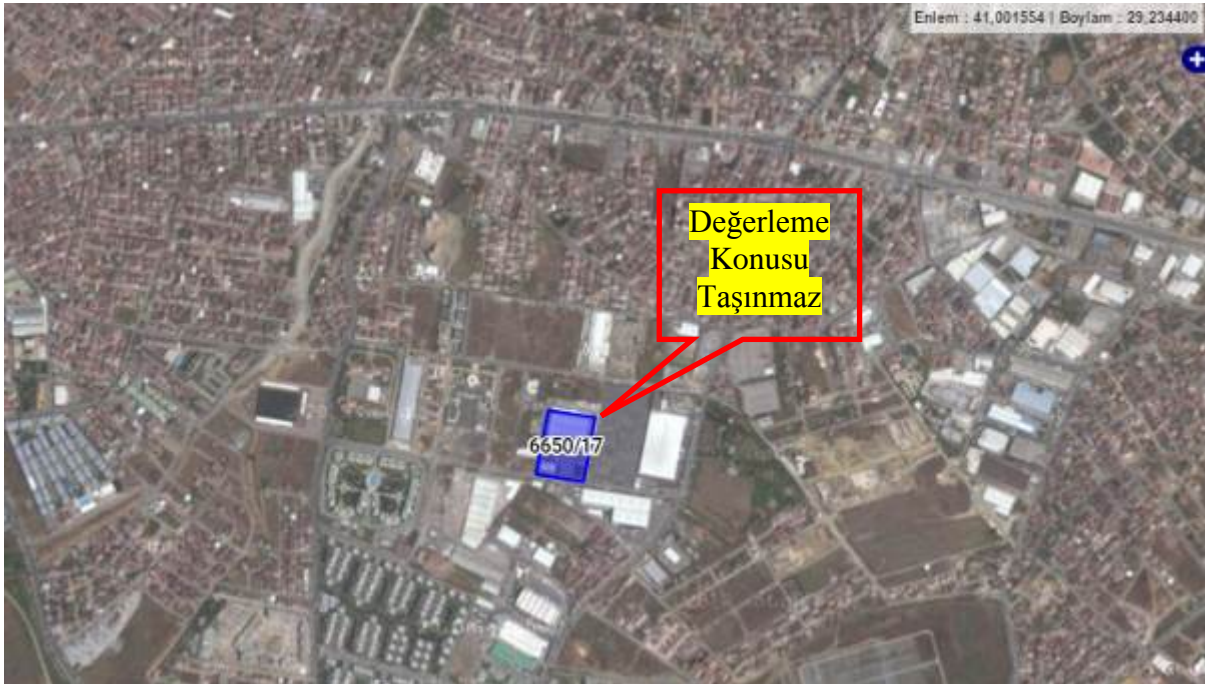 Enlem : 41,001554 | Boylam : 29,234400
Değerleme
Konusu
Taşınmaz
6650/17